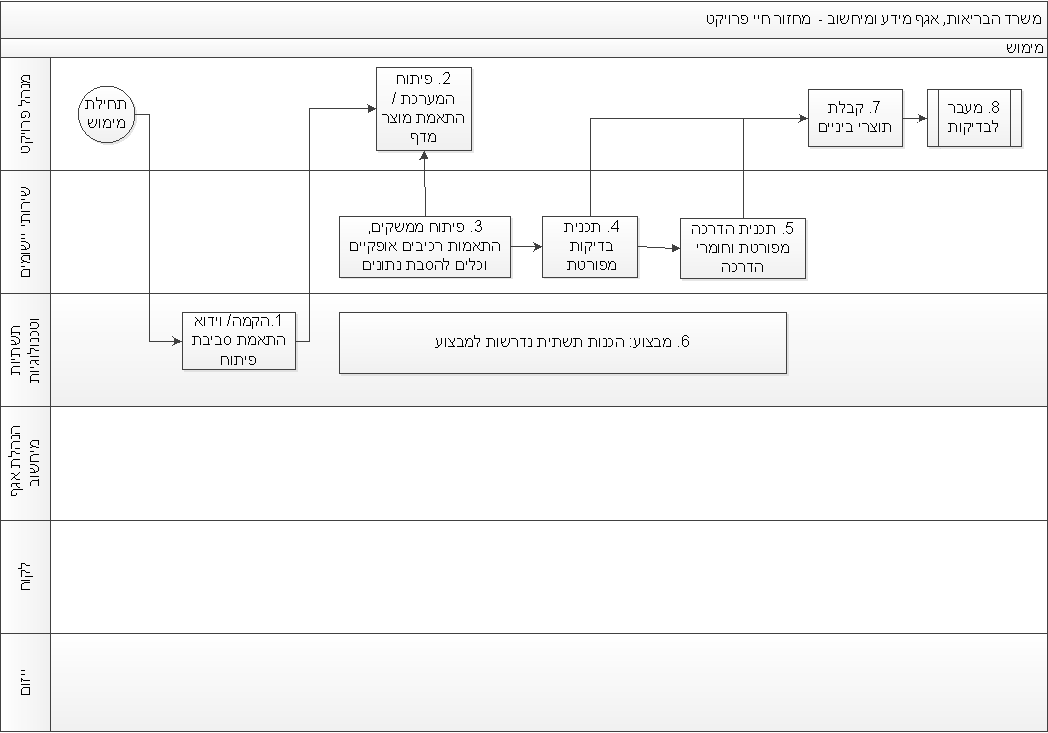 משרד הבריאות, אגף מידע ומיחשוב - מחזור חיי פרויקט
מימוש
מנהל פרויקט
תחילת
מימוש
2. פיתוח
המערכת /
התאמת מוצר
מדף
7. קבלת
תוצרי ביניים
8. מעבר
לבדיקות
שירותי יישומים
3. פיתוח ממשקים,
התאמות רכיבים אופקיים
וכלים להסבת נתונים
4. תכנית
בדיקות
מפורטת
5. תכנית הדרכה
מפורטת וחומרי
הדרכה
תשתיות
וטכנולוגיות
1.הקמה/ וידוא
התאמת סביבת
פיתוח
6. מבצוע: הכנות תשתית נדרשות למבצוע
הנהלת אגף
מיחשוב
לקוח
ייזום